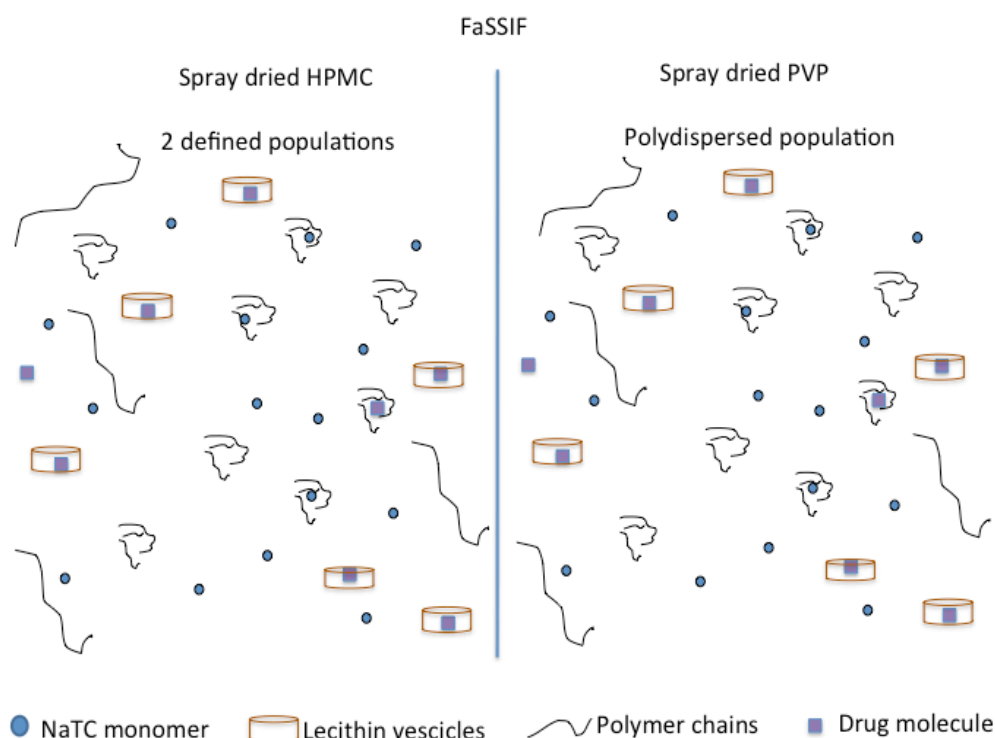 FaSSIF
Spray dried HPMC
2 defined populations
Spray dried PVP
Polydispersed population
NaTC monomer
Lecithin vescicles
Polymer chains
Drug molecule